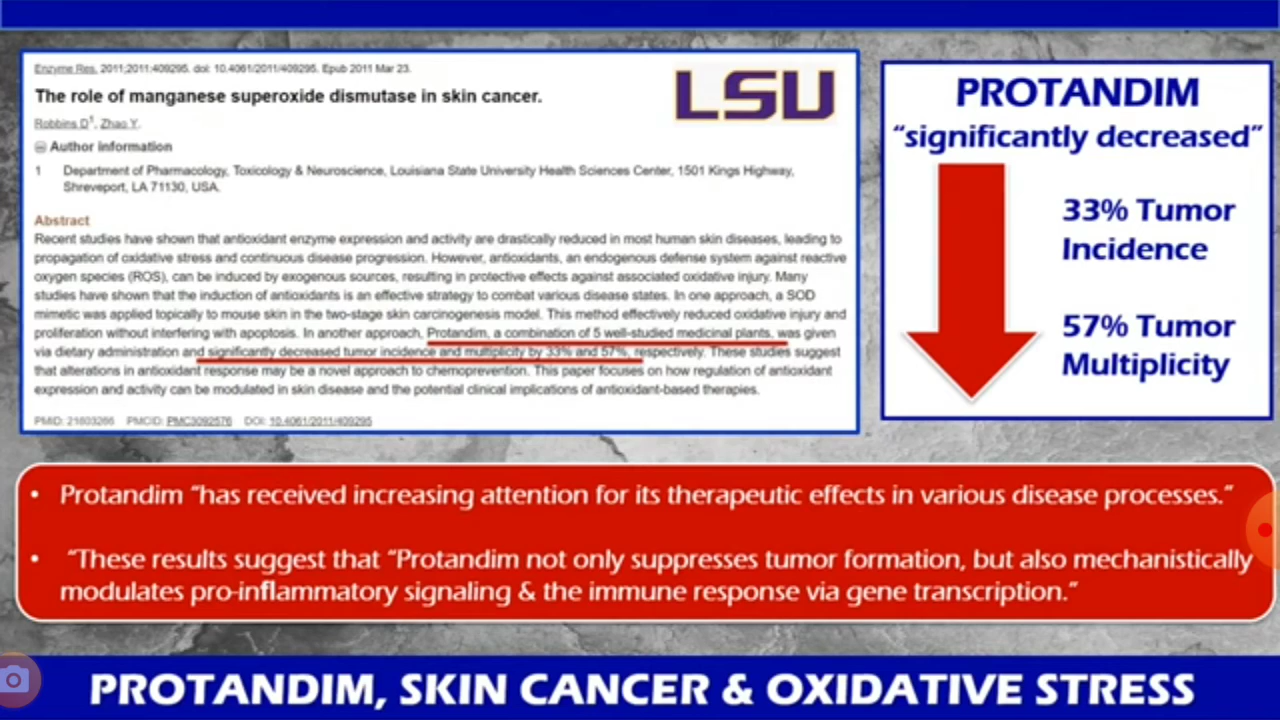 Enzyme Res. 2011;2011:409295. doi: 10.4061/2011/409295. Epub 2011 Mar 23.
The role of manganese superoxide dismutase in skin cancer.
Robbins D1, Zhao Y.
Author information
1 Department of Pharmacology, Toxicology & Neuroscience, Louisiana State University Health Sciences Center, 1501 Kings Highway,
Shreveport, LA 71130, USA.
Abstract
Recent studies have shown that antioxidant enzyme expression and activity are drastically reduced in most human skin diseases, leading to
propagation of oxidative stress and continuous disease progression. However, antioxidants, an endogenous defense system against reactive
oxygen species (ROS), can be induced by exogenous sources, resulting in protective effects against associated oxidative injury. Many
studies have shown that the induction of antioxidants is an effective strategy to combat various disease states. In one approach, a SOD
mimetic was applied topically to mouse skin in the two-stage skin carcinogenesis model. This method effectively reduced oxidative injury and
proliferation without interfering with apoptosis. In another approach, Protandim, a combination of 5 well-studied medicinal plants, was given
via dietary administration and significantly decreased tumor incidence and multiplicity by 33% and 57%, respectively. These studies suggest
that alterations in antioxidant response may be a novel approach to chemoprevention. This paper focuses on how regulation of antioxidant
expression and activity can be modulated in skin disease and the potential clinical implications of antioxidant-based therapies.
PMID: 21603266 PMCID: PMC3092576 DOI: 10.4061/2011/409295
LSU
PROTANDIM
"significantly decreased"
33% Tumor
Incidence
57% Tumor
Multiplicity
• Protandim "has received increasing attention for its therapeutic effects in various disease processes."
• "These results suggest that "Protandim not only suppresses tumor formation, but also mechanistically
modulates pro-inflammatory signaling & the immune response via gene transcription."
PROTANDIM, SKIN CANCER & OXIDATIVE STRESS